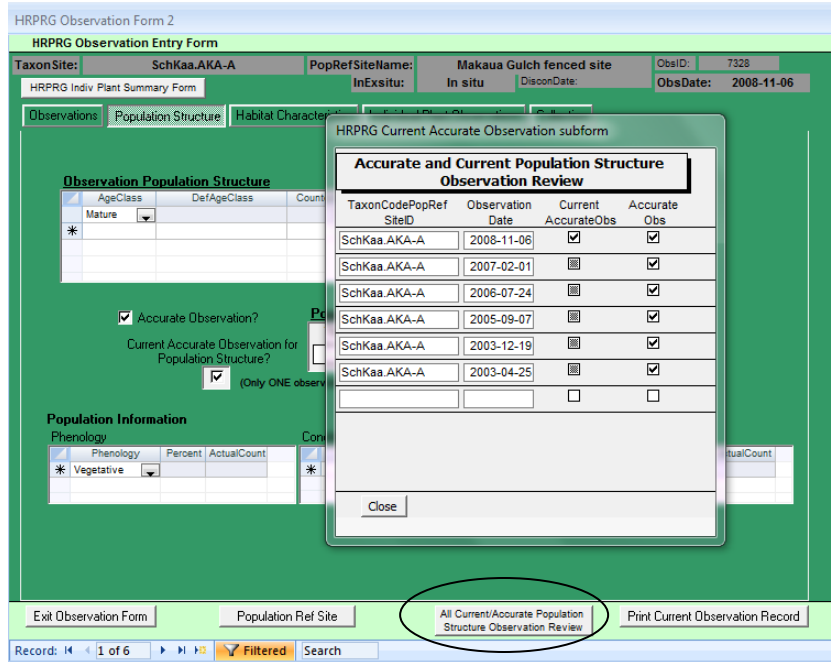 HRPRG Observation Form 2
HRPRG Observation Entry Form
TaxonSite: SchKaa.AKA-A PopRefSiteName: Makaua Gulch fenced site ObsID: 7328
HRPRG Indiv Plant Summary Form InExsitu: In situ DisconDate: ObsDate: 2008-11-06
Observations Population Structure Habitat
HRPRG Current Accurate Observation subform
Accurate and Current Population Structure
Observation Review
TaxonCodePopRef SiteID Observation Date Current AccurateObs Accurate Obs
SchKaa.AKA-A 2008-11-06
SchKaa.AKA-A 2007-02-01
SchKaa.AKA-A 2006-07-24
SchKaa.AKA-A 2005-09-07
SchKaa.AKA-A 2003-12-19
SchKaa.AKA-A 2003-04-25
Close
Observation Population Structure
AgeClass DefAgeClass
Mature
Accurate Observation?
Current Accurate Observation for
Population Structure?
(Only ONE
Population Information
Phenology
Phenology Percent ActualCount
Vegetative
Exit Observation Form Population Ref Site All Current/Accurate Population Structure Observation Review Print Current Observation Record
Record: 1 of 6 Filtered Search